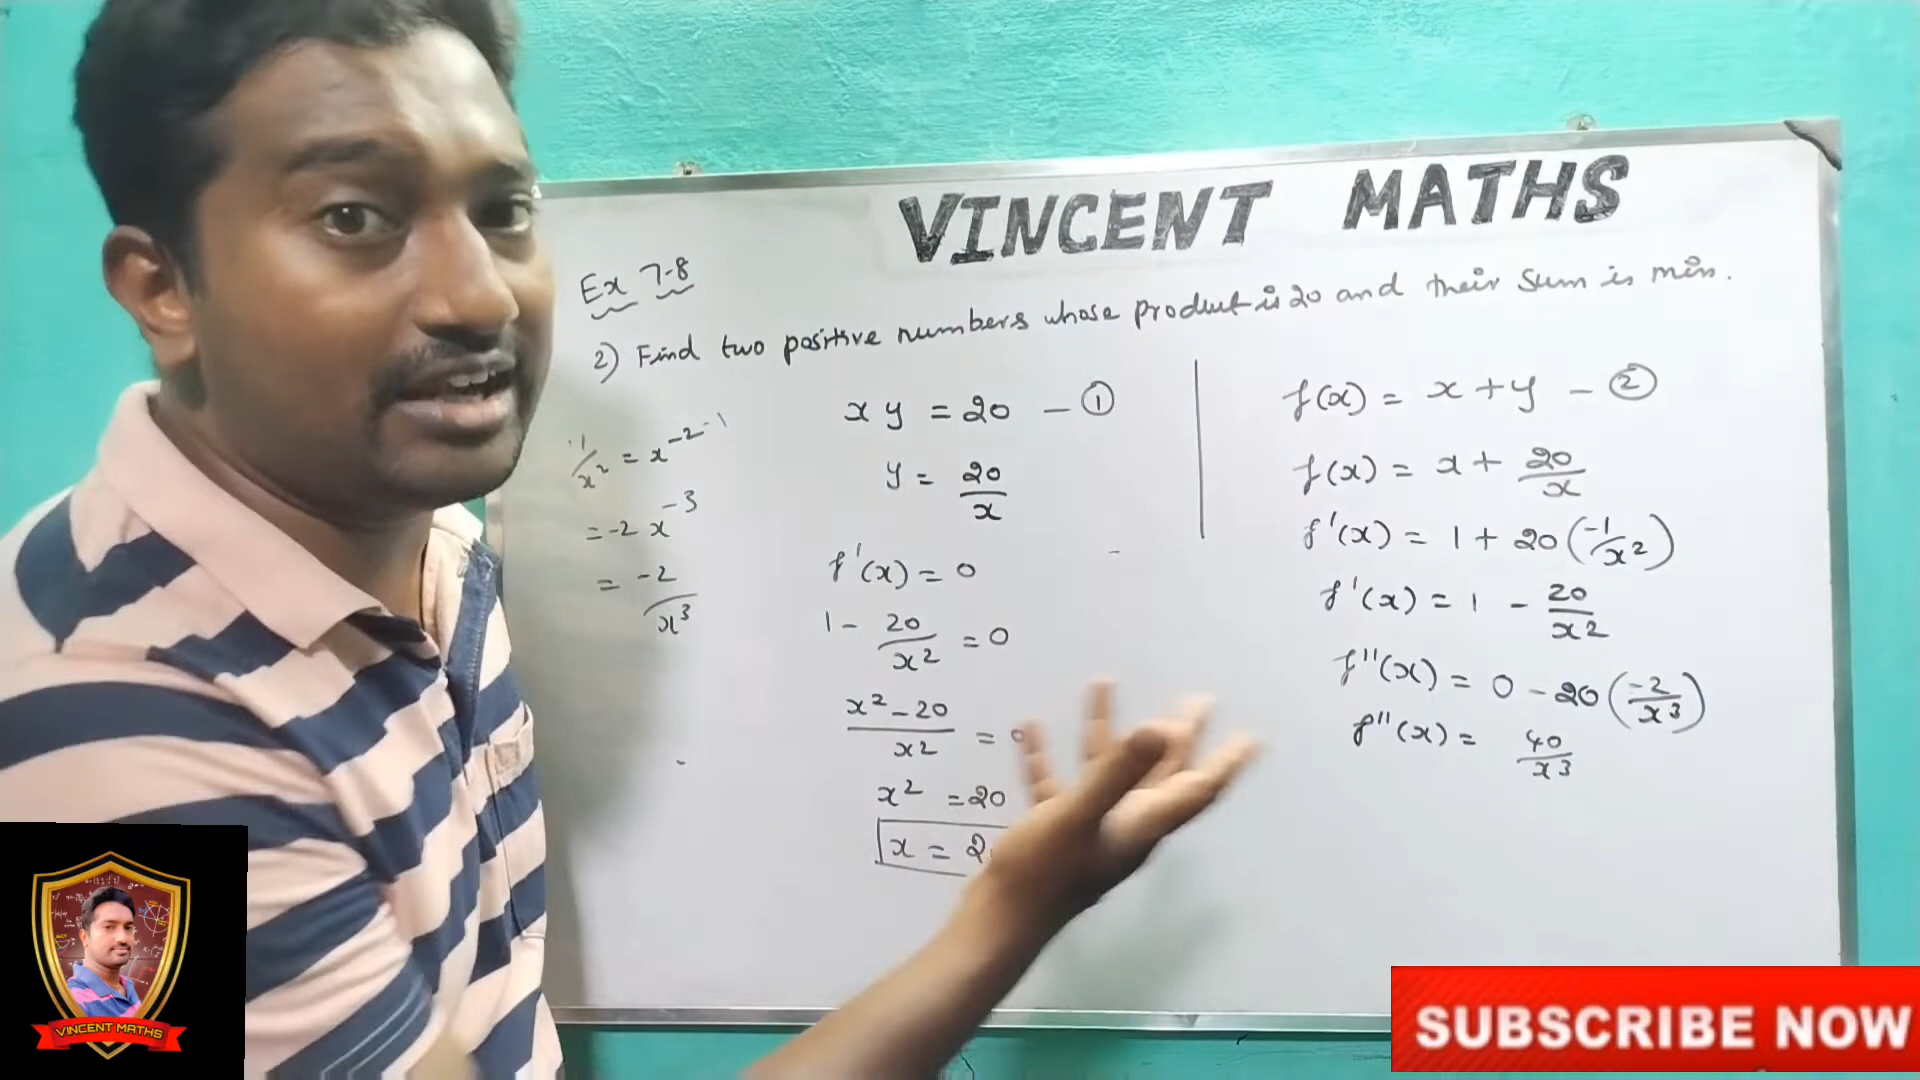 VINCENT MATHS
Ex 7-8
2) Find two positive numbers whose product is 20 and their sum is min.
1/x² = x⁻²⁻¹
= -2 x⁻³
= -2/x³
x y = 20 — ①
y = 20/x
f'(x) = 0
1 - 20/x² = 0
x² - 20/x² = 0
x² = 20
x = 2
f(x) = x + y - ②
f(x) = x + 20/x
f'(x) = 1 + 20 (-1/x²)
f'(x) = 1 - 20/x²
f''(x) = 0 - 20 (-2/x³)
f''(x) = 40/x³
VINCENT MATHS
SUBSCRIBE NOW